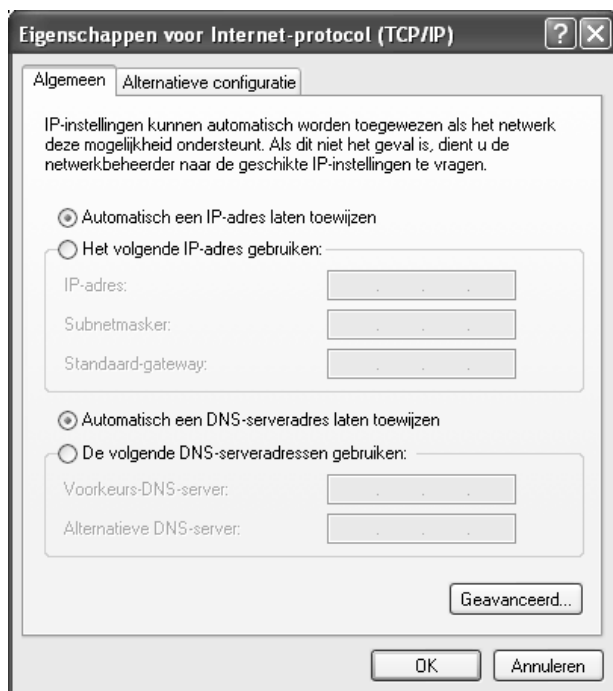 Eigenschappen voor Internet-protocol (TCP/IP)
Algemeen
Alternatieve configuratie
IP-instellingen kunnen automatisch worden toegewezen als het netwerk
deze mogelijkheid ondersteunt. Als dit niet het geval is, dient u de
netwerkbeheerder naar de geschikte IP-instellingen te vragen.
Automatisch een IP-adres laten toewijzen
Het volgende IP-adres gebruiken:
IP-adres:
Subnetmasker:
Standaard-gateway:
Automatisch een DNS-serveradres laten toewijzen
De volgende DNS-serveradressen gebruiken:
Voorkeurs-DNS-server:
Alternatieve DNS-server:
Geavanceerd...
OK
Annuleren